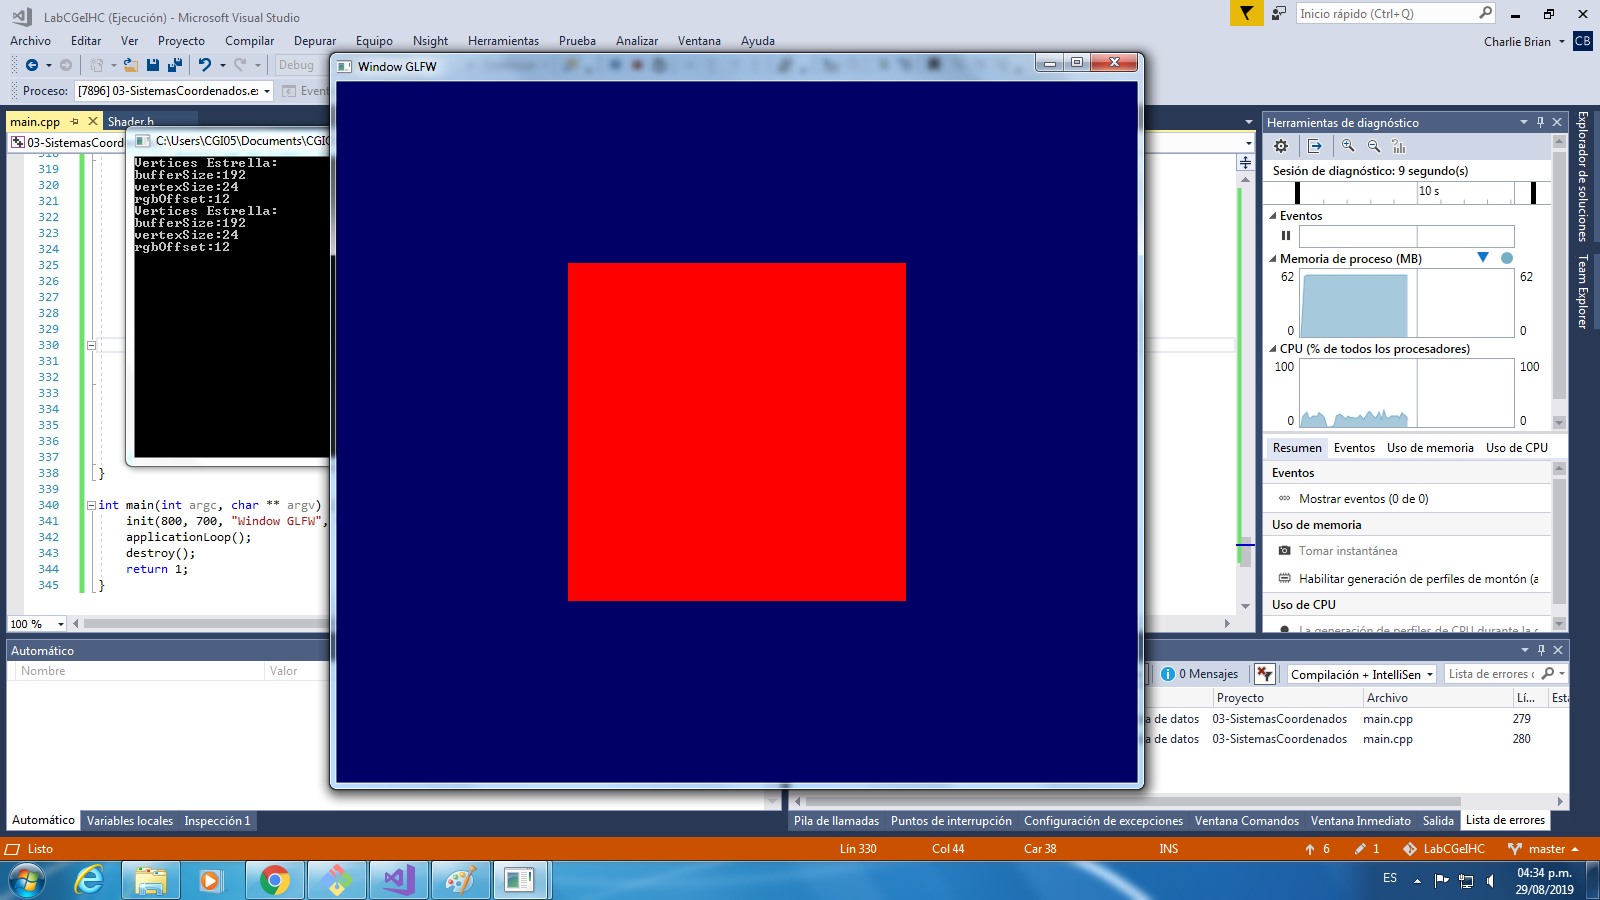 LabCGeIHC (Ejecución) - Microsoft Visual Studio
Inicio rápido (Ctrl+Q)
Archivo Editar Ver Proyecto Compilar Depurar Equipo Nsight Herramientas Prueba Analizar Ventana Ayuda
Charlie Brian CB
Debug
Window GLFW
Proceso: [7896] 03-SistemasCoordenados.ex
main.cpp Shader.h
03-SistemasCoord
C:\Users\CGI05\Documents\CGIC
Vertices Estrella:
bufferSize:192
vertexSize:24
rgbOffset:12
Vertices Estrella:
bufferSize:192
vertexSize:24
rgbOffset:12
319
320
321
322
323
324
325
326
327
328
329
330
331
332
333
334
335
336
337
338 }
339
340 int main(int argc, char ** argv)
341 init(800, 700, "Window GLFW",
342 applicationLoop();
343 destroy();
344 return 1;
345 }
100 %
Herramientas de diagnóstico
Sesión de diagnóstico: 9 segundo(s)
10 s
Eventos
Memoria de proceso (MB)
62 62
0 0
CPU (% de todos los procesadores)
100 100
0 0
Resumen Eventos Uso de memoria Uso de CPU
Eventos
Mostrar eventos (0 de 0)
Uso de memoria
Tomar instantánea
Habilitar generación de perfiles de montón (a
Uso de CPU
La generación de perfiles de CPU durante la
Explorador de soluciones
Team Explorer
Automático
Nombre Valor
Automático Variables locales Inspección 1
0 Mensajes Compilación + IntelliSen Lista de errores
Proyecto Archivo Lí...
a de datos 03-SistemasCoordenados main.cpp 279
a de datos 03-SistemasCoordenados main.cpp 280
Pila de llamadas Puntos de interrupción Configuración de excepciones Ventana Comandos Ventana Inmediato Salida Lista de errores
Listo Lín 330 Col 44 Car 38 INS 6 1 LabCGeIHC master
ES
04:34 p.m.
29/08/2019